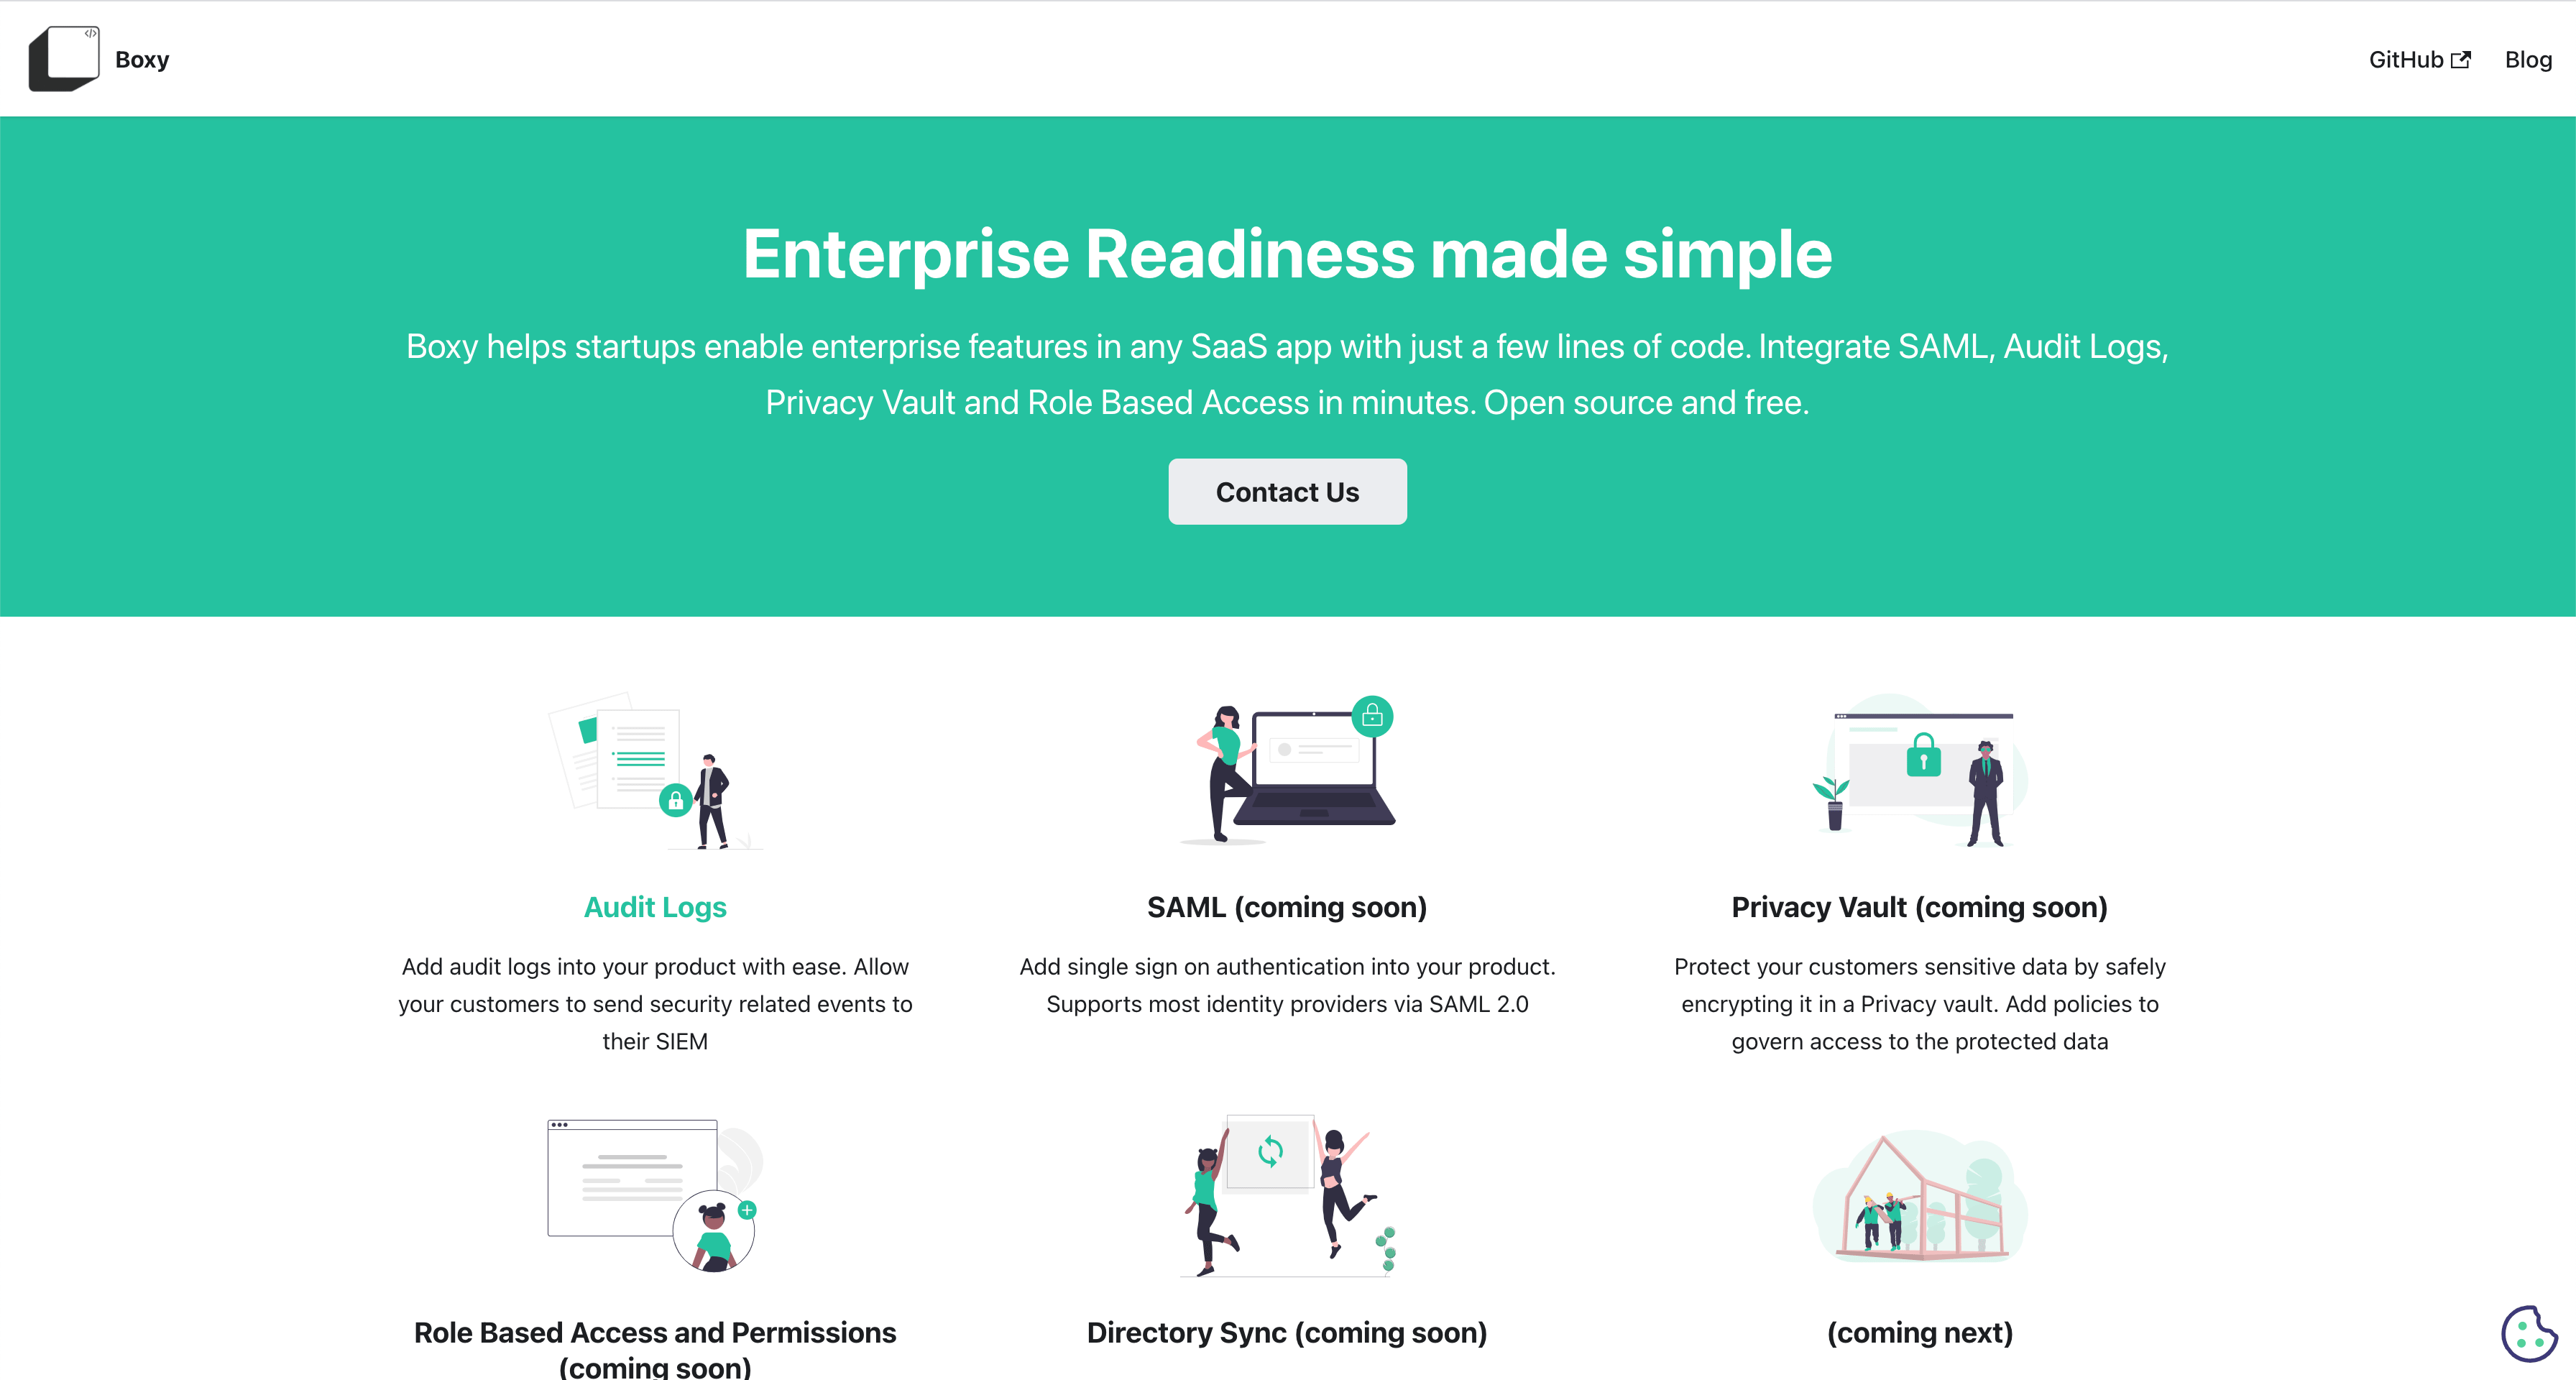 </>
Boxy
GitHub
Blog
Enterprise Readiness made simple
Boxy helps startups enable enterprise features in any SaaS app with just a few lines of code. Integrate SAML, Audit Logs,
Privacy Vault and Role Based Access in minutes. Open source and free.
Contact Us
Audit Logs
Add audit logs into your product with ease. Allow
your customers to send security related events to
their SIEM
SAML (coming soon)
Add single sign on authentication into your product.
Supports most identity providers via SAML 2.0
Privacy Vault (coming soon)
Protect your customers sensitive data by safely
encrypting it in a Privacy vault. Add policies to
govern access to the protected data
Role Based Access and Permissions
(coming soon)
Directory Sync (coming soon)
(coming next)